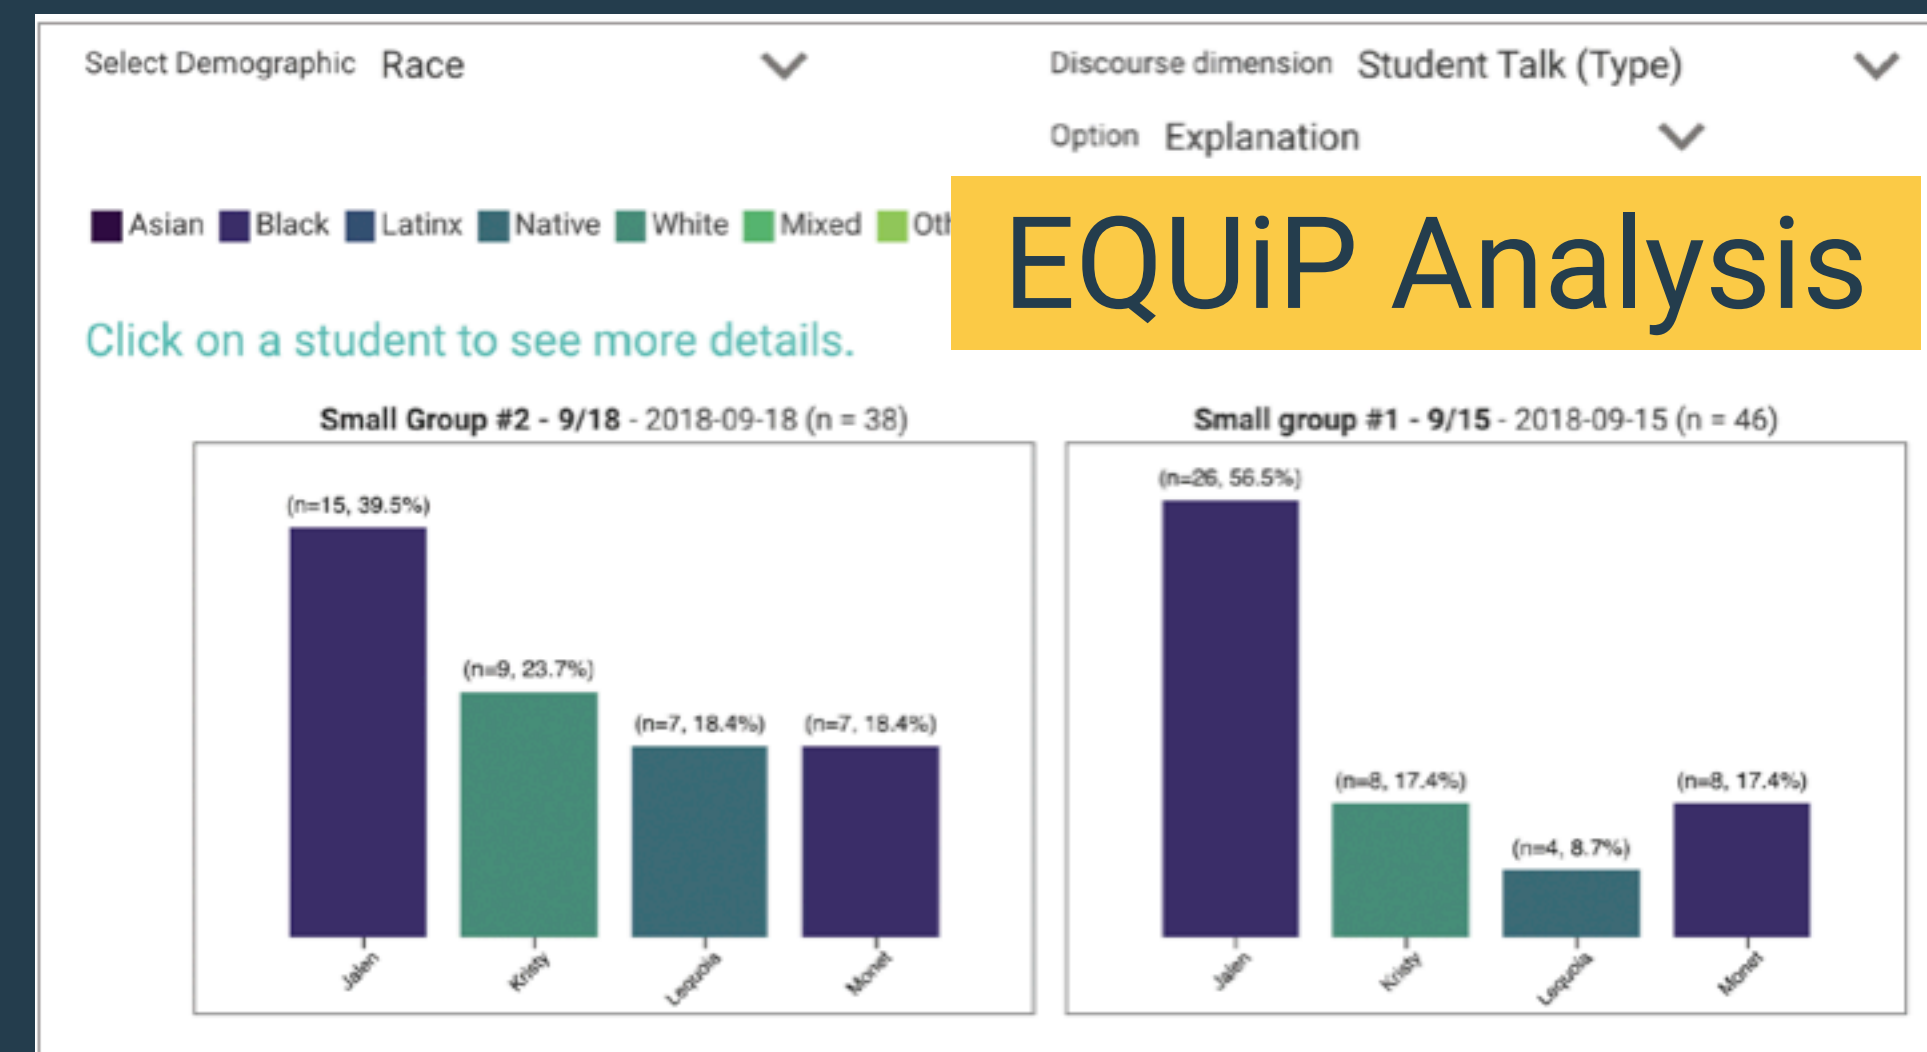 Select Demographic Race
Discourse dimension Student Talk (Type)
Option Explanation
Asian Black Latinx Native White Mixed Oth
EQUiP Analysis
Click on a student to see more details.
Small Group #2 - 9/18 - 2018-09-18 (n = 38)
(n=15, 39.5%)
(n=9, 23.7%)
(n=7, 18.4%)
(n=7, 18.4%)
Jalen
Kristy
Lequoia
Monet
Small group #1 - 9/15 - 2018-09-15 (n = 46)
(n=26, 56.5%)
(n=8, 17.4%)
(n=4, 8.7%)
(n=8, 17.4%)
Jalen
Kristy
Lequoia
Monet